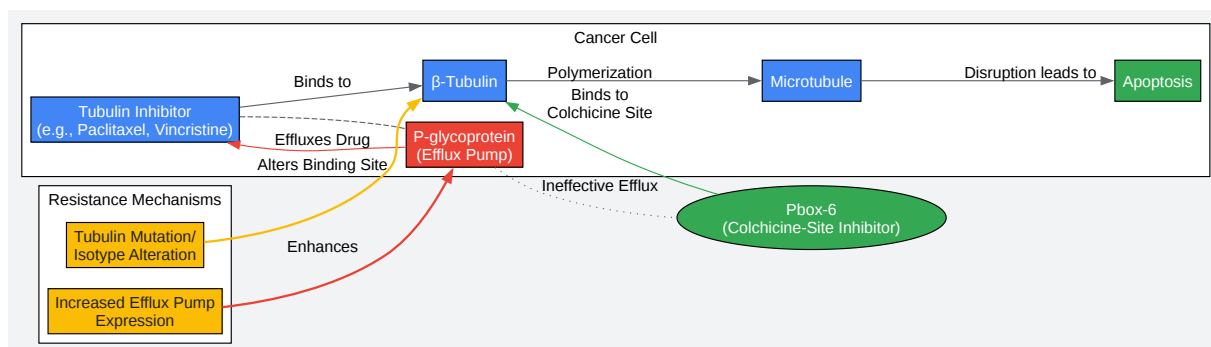 Cancer Cell
Binds to
β-Tubulin
Polymerization
Microtubule
Disruption leads to
Apoptosis
Binds to
Colchicine Site
Tubulin Inhibitor
(e.g., Paclitaxel, Vincristine)
Effluxes Drug
P-glycoprotein
(Efflux Pump)
Alters Binding Site
Ineffective Efflux
Pbox-6
(Colchicine-Site Inhibitor)
Resistance Mechanisms
Tubulin Mutation/
Isotype Alteration
Enhances
Increased Efflux Pump
Expression